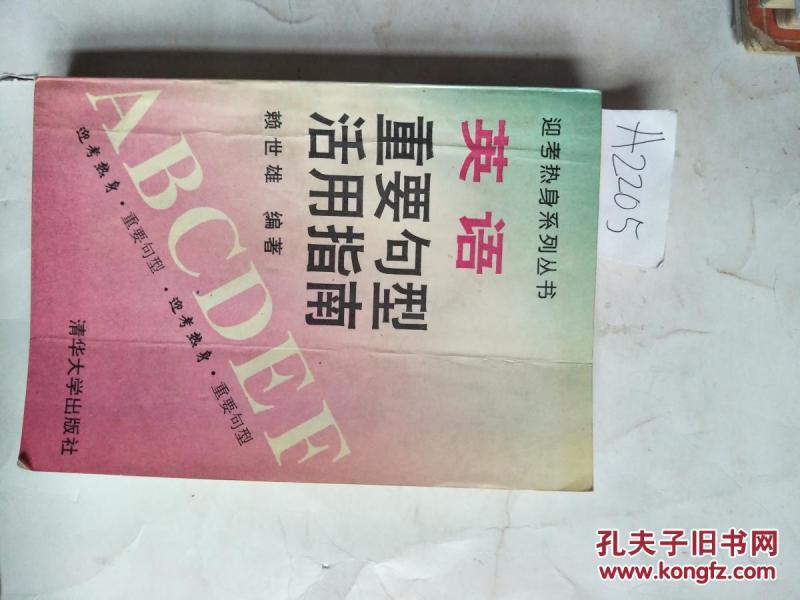 迎考热身系列丛书
英语
重要句型
活用指南
赖世雄 编著
ABCDEF
迎考热身·重要句型·迎考热身·重要句型
清华大学出版社
A2205
孔夫子旧书网
www.kongfz.com